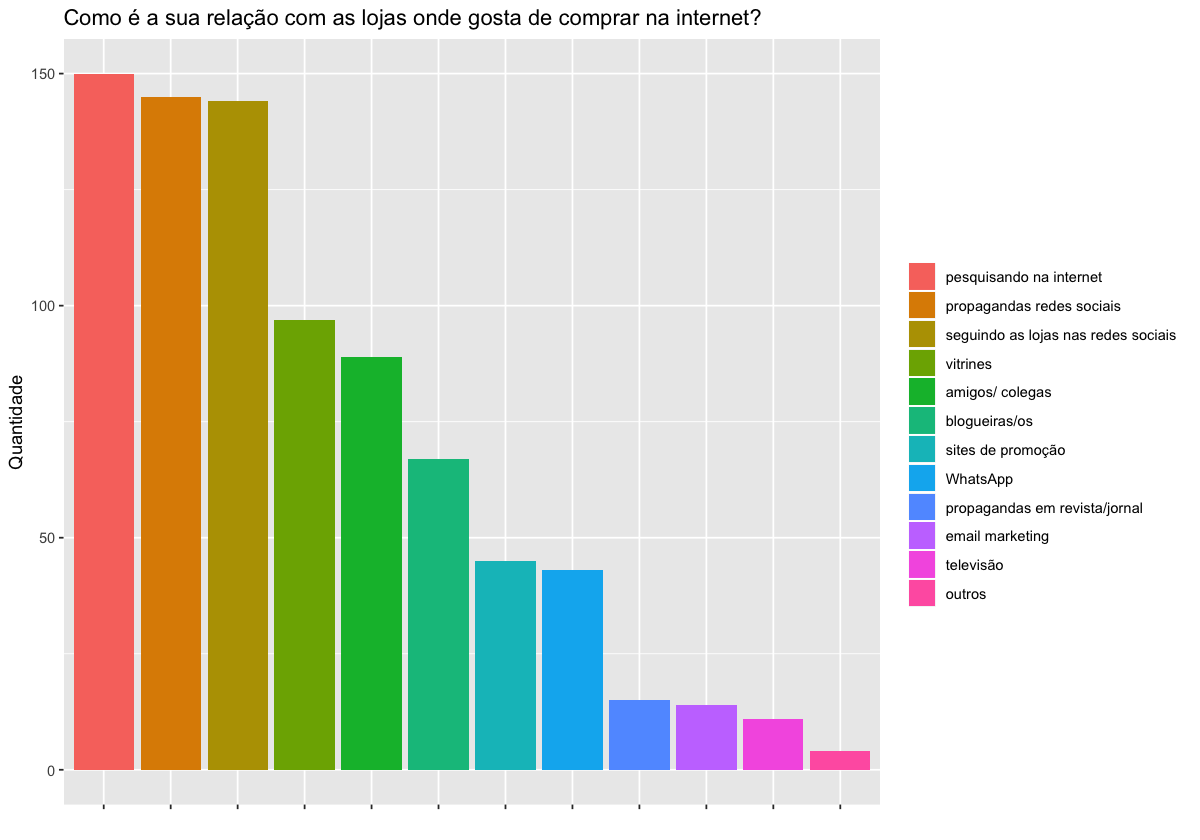 Como é a sua relação com as lojas onde gosta de comprar na internet?
Quantidade
150
100
50
0
pesquisando na internet
propagandas redes sociais
seguindo as lojas nas redes sociais
vitrines
amigos/ colegas
blogueiras/os
sites de promoção
WhatsApp
propagandas em revista/jornal
email marketing
televisão
outros